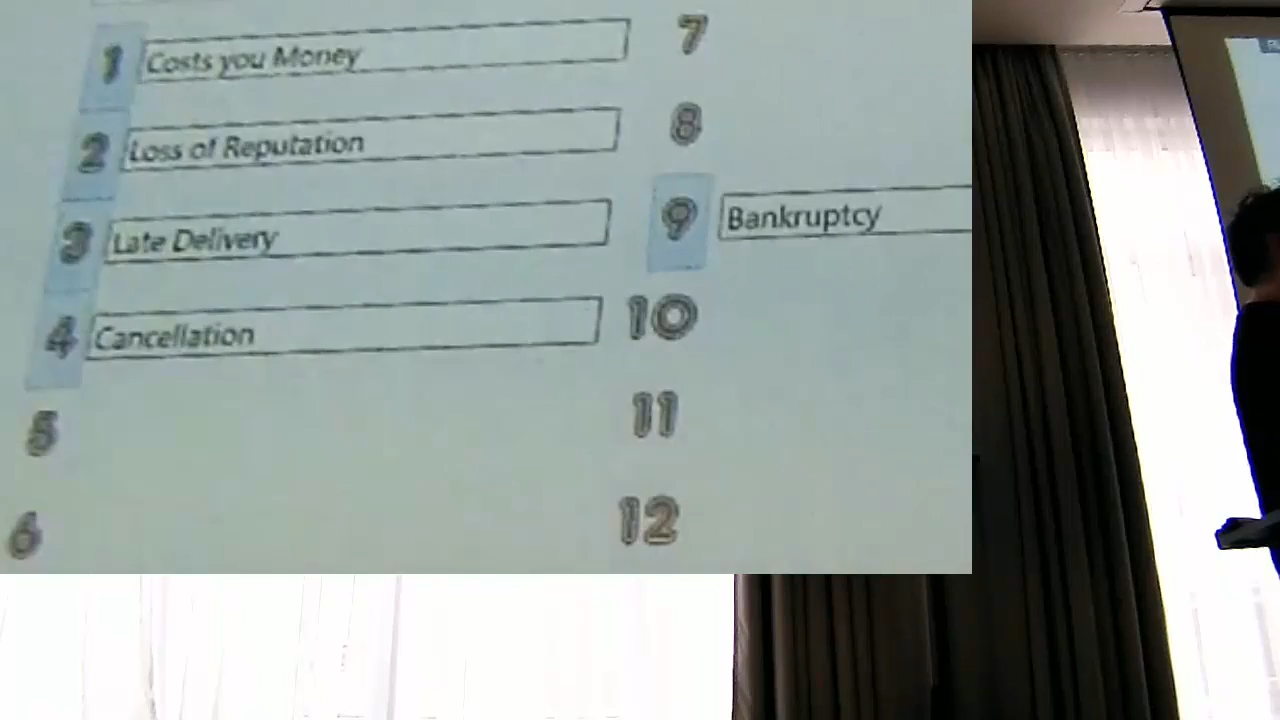 1 Costs you Money
2 Loss of Reputation
3 Late Delivery
4 Cancellation
5
6
7
8
9 Bankruptcy
10
11
12